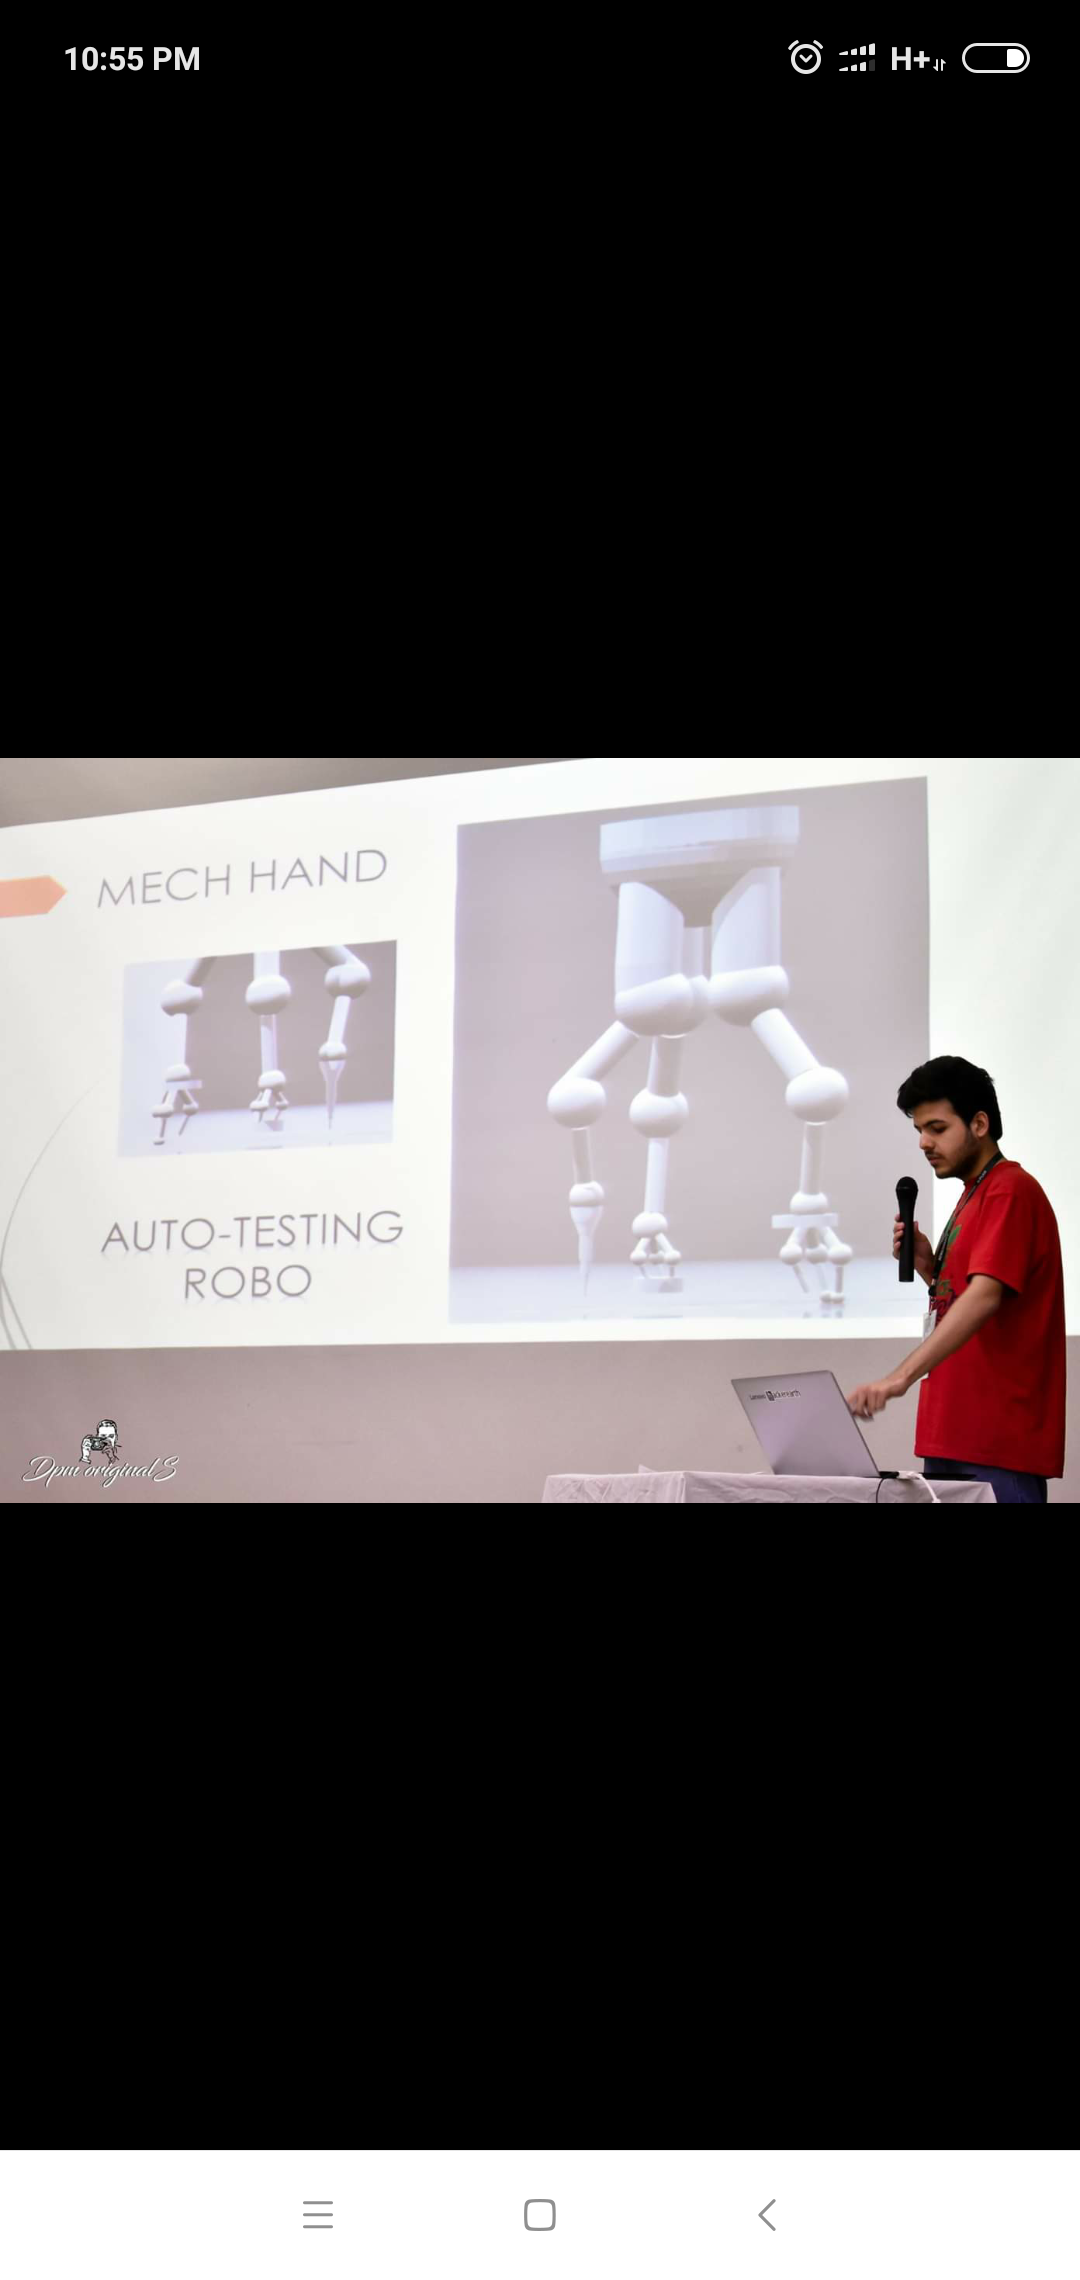 10:55 PM
H+
MECH HAND
AUTO-TESTING
ROBO
Dpm originalS